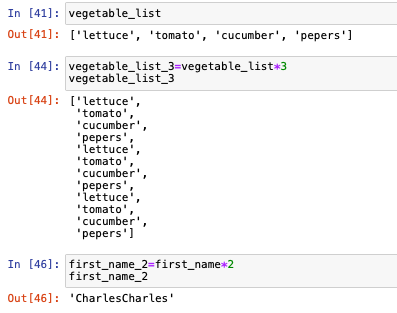 In [41]: vegetable_list
Out[41]: ['lettuce', 'tomato', 'cucumber', 'pepers']
In [44]: vegetable_list_3=vegetable_list*3
vegetable_list_3
Out[44]: ['lettuce',
'tomato',
'cucumber',
'pepers',
'lettuce',
'tomato',
'cucumber',
'pepers',
'lettuce',
'tomato',
'cucumber',
'pepers']
In [46]: first_name_2=first_name*2
first_name_2
Out[46]: 'CharlesCharles'